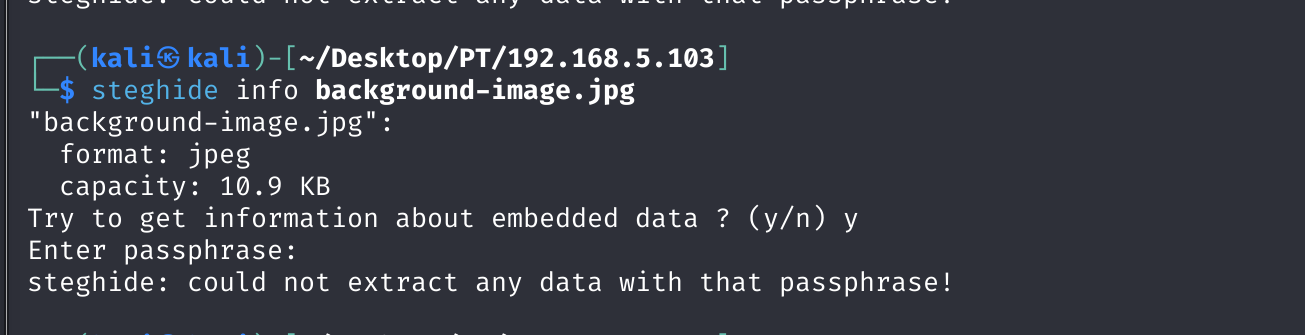 steghide: could not extract any data with that passphrase!
┌──(kali㉿kali)-[~/Desktop/PT/192.168.5.103]
└─$ steghide info background-image.jpg
"background-image.jpg":
  format: jpeg
  capacity: 10.9 KB
Try to get information about embedded data ? (y/n) y
Enter passphrase:
steghide: could not extract any data with that passphrase!